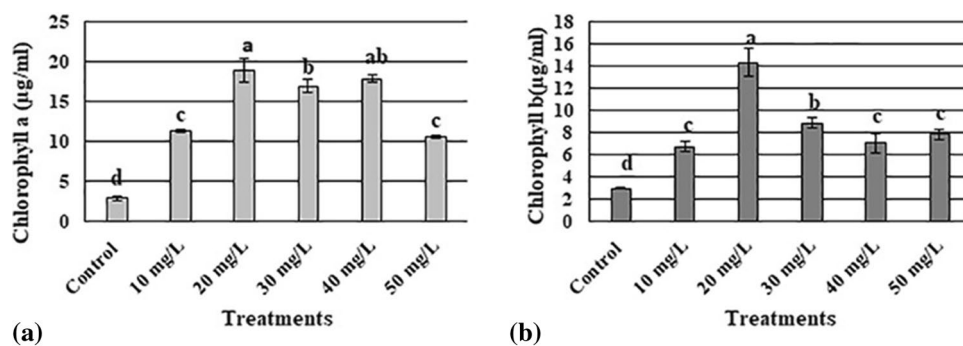 Chlorophyll a (µg/ml)
25
20
15
10
5
0
d
c
a
b
ab
c
Control
10 mg/L
20 mg/L
30 mg/L
40 mg/L
50 mg/L
Treatments
(a)
Chlorophyll b(µg/ml)
18
16
14
12
10
8
6
4
2
0
d
c
a
b
c
c
Control
10 mg/L
20 mg/L
30 mg/L
40 mg/L
50 mg/L
Treatments
(b)